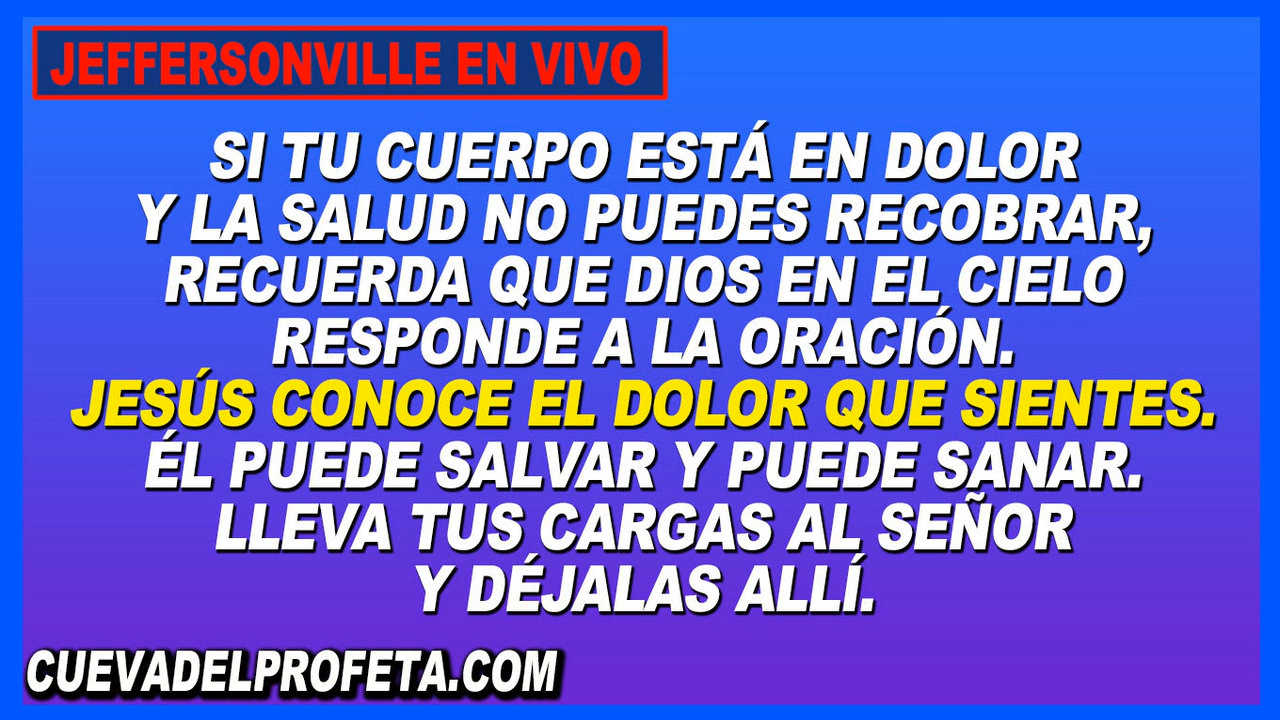 JEFFERSONVILLE EN VIVO
SI TU CUERPO ESTÁ EN DOLOR
Y LA SALUD NO PUEDES RECOBRAR,
RECUERDA QUE DIOS EN EL CIELO
RESPONDE A LA ORACIÓN.
JESÚS CONOCE EL DOLOR QUE SIENTES.
ÉL PUEDE SALVAR Y PUEDE SANAR.
LLEVA TUS CARGAS AL SEÑOR
Y DÉJALAS ALLÍ.
CUEVADELPROFETA.COM